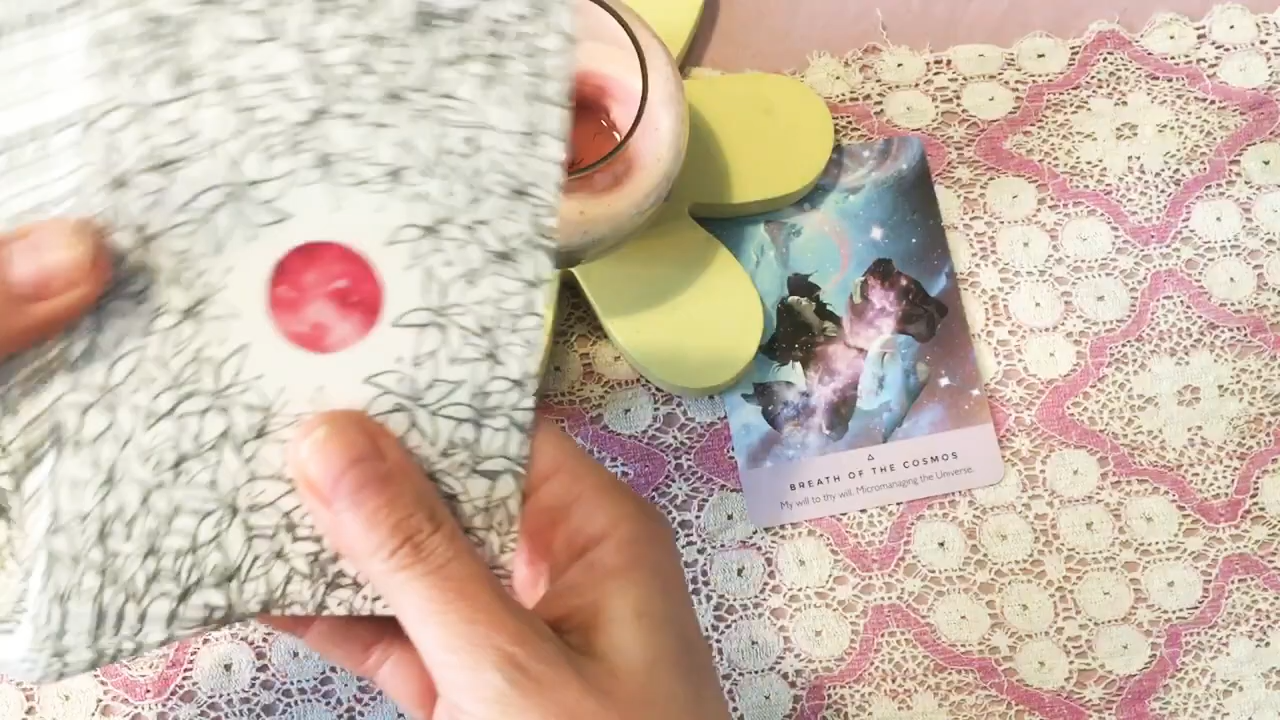 BREATH OF THE COSMOS
My will to thy will. Micromanaging the Universe.